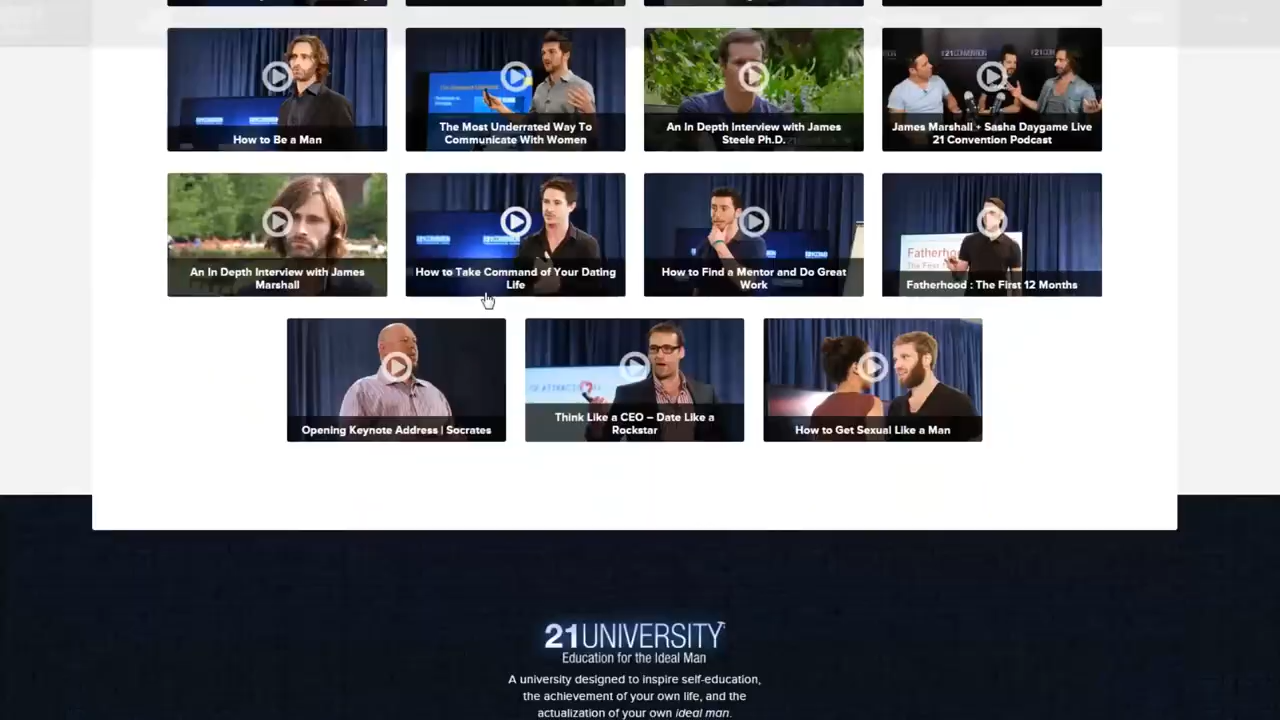 How to Be a Man
The Most Underrated Way To
Communicate With Women
An In Depth Interview with James
Steele Ph.D.
21 CONVENTION
James Marshall + Sasha Daygame Live
21 Convention Podcast
An In Depth Interview with James
Marshall
How to Take Command of Your Dating
Life
How to Find a Mentor and Do Great
Work
Fatherhood : The First 12 Months
Opening Keynote Address | Socrates
Think Like a CEO – Date Like a
Rockstar
How to Get Sexual Like a Man
21UNIVERSITY
Education for the Ideal Man
A university designed to inspire self-education,
the achievement of your own life, and the
actualization of your own ideal man.